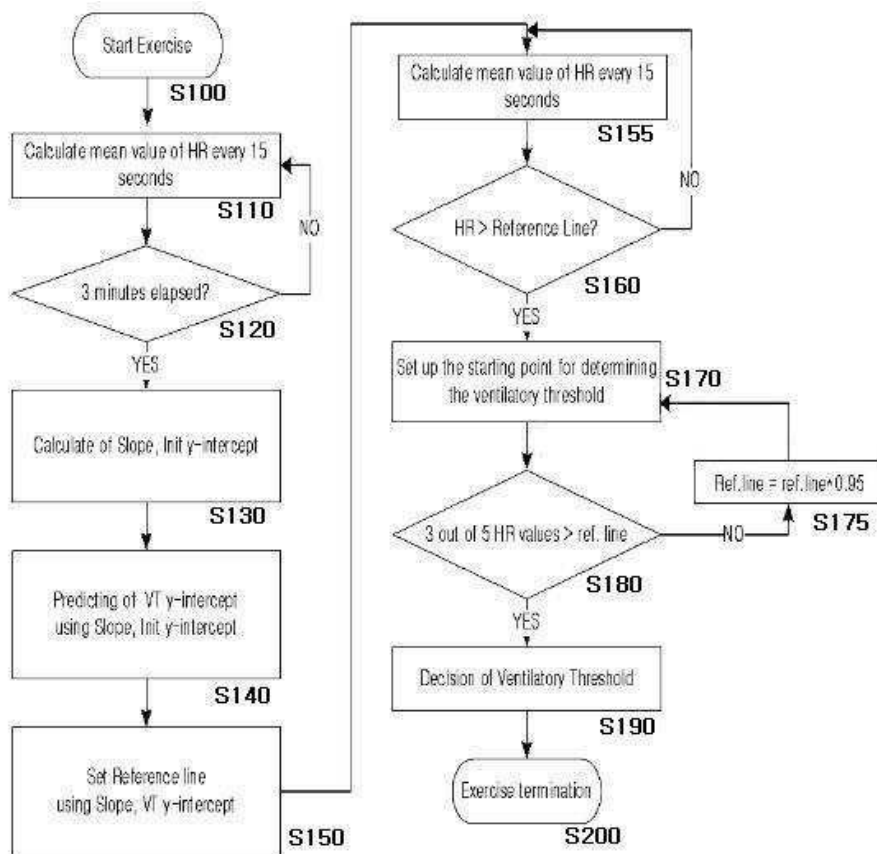 Start Exercise
S100
Calculate mean value of HR every 15
seconds
S110
NO
3 minutes elapsed?
S120
YES
Calculate of Slope, Init y-intercept
S130
Predicting of VT y-intercept
using Slope, Init y-intercept
S140
Set Reference line
using Slope, VT y-intercept
S150
Calculate mean value of HR every 15
seconds
S155
NO
HR > Reference Line?
S160
YES
Set up the starting point for determining
the ventilatory threshold
S170
Ref.line = ref.line*0.95
S175
3 out of 5 HR values > ref. line
NO
S180
YES
Decision of Ventilatory Threshold
S190
Exercise termination
S200